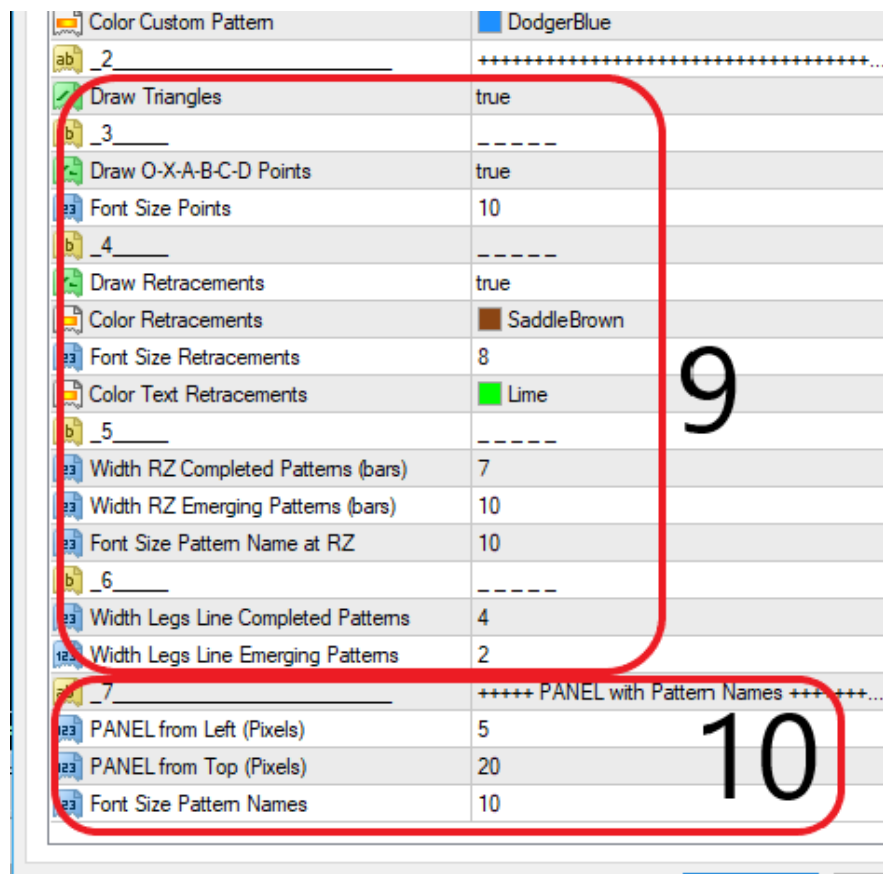 Color Custom Pattern DodgerBlue
_2____________________________ +++++++++++++++++++++++++++++++++++...
Draw Triangles true
_3_____ _ _ _ _ _
Draw O-X-A-B-C-D Points true
Font Size Points 10
_4_____ _ _ _ _ _
Draw Retracements true
Color Retracements SaddleBrown
Font Size Retracements 8
Color Text Retracements Lime
9
_5_____ _ _ _ _ _
Width RZ Completed Patterns (bars) 7
Width RZ Emerging Patterns (bars) 10
Font Size Pattern Name at RZ 10
_6_____ _ _ _ _ _
Width Legs Line Completed Patterns 4
Width Legs Line Emerging Patterns 2
_7____________________________ +++++ PANEL with Pattern Names +++++++...
PANEL from Left (Pixels) 5
10
PANEL from Top (Pixels) 20
Font Size Pattern Names 10